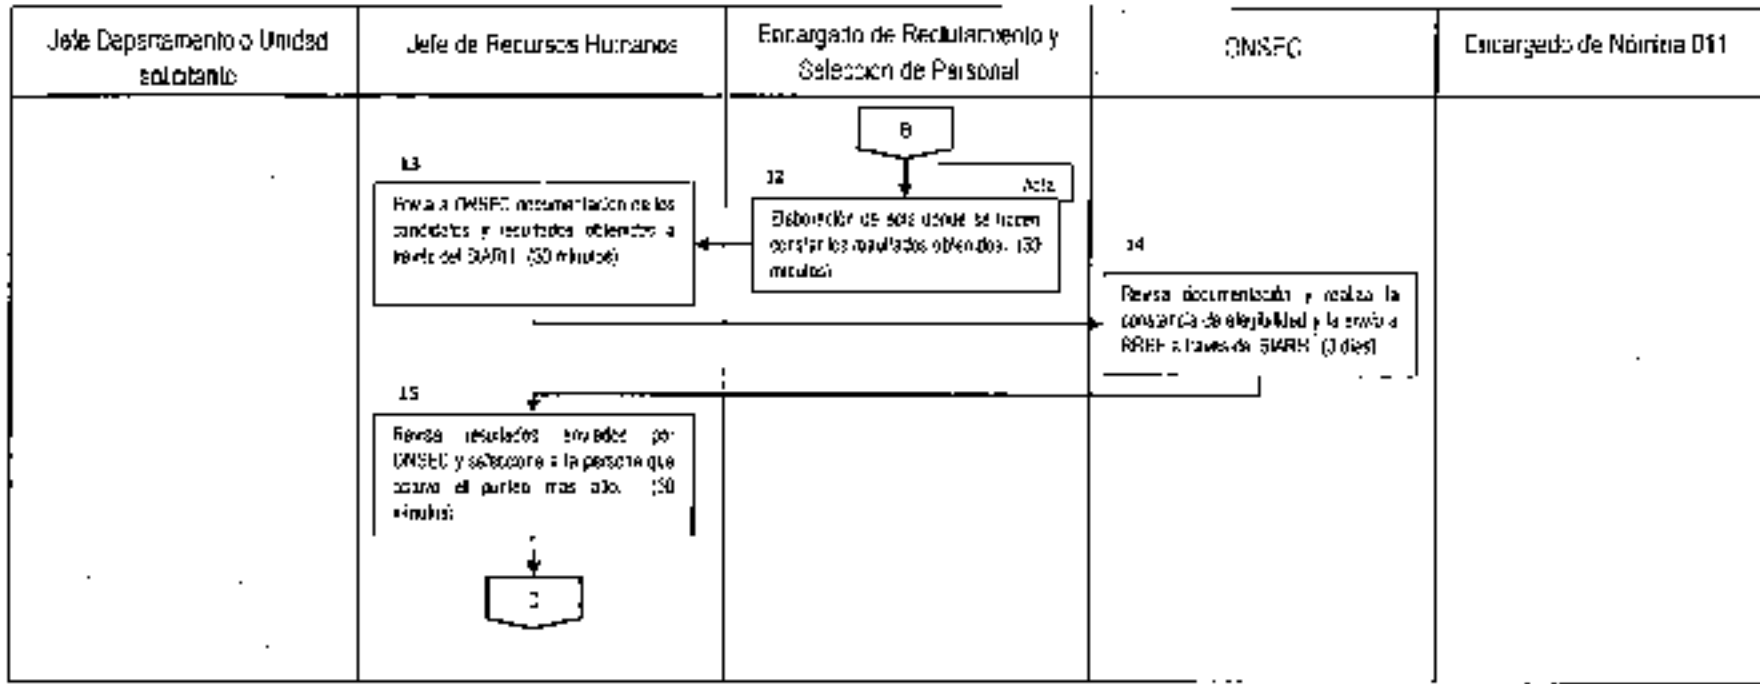 Jefe Departamento o Unidad
solicitante
Jefe de Recursos Humanos
Encargado de Reclutamiento y
Selección de Personal
ONSEC
Encargado de Nómina 011
B
13
12
Acta
Envía a ONSEC documentación de los
candidatos y resultados obtenidos a
través del (30 minutos)
Elaboración de acta donde se hacen
constar los resultados obtenidos. (30
minutos)
14
Revisa documentación y realiza la
constancia de elegibilidad y la envía a
a través de (3 días)
15
Revisa resultados enviados por
ONSEC y selecciona a la persona que
obtuvo el punteo mas alto. (30
minutos)